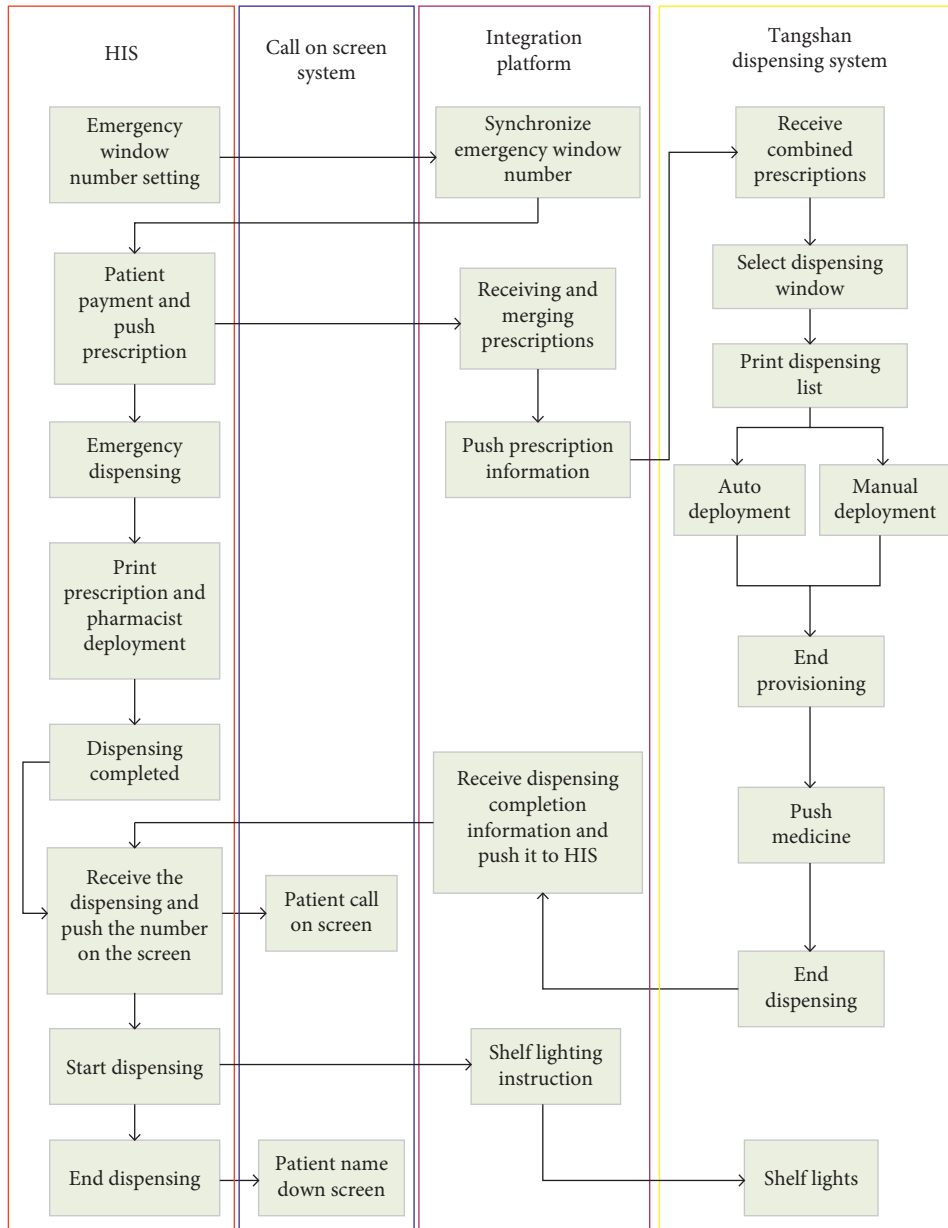 HIS
Call on screen
system
Integration
platform
Tangshan
dispensing system
Emergency
window
number setting
Synchronize
emergency window
number
Receive
combined
prescriptions
Patient
payment and
push
prescription
Receiving and
merging
prescriptions
Select dispensing
window
Print dispensing
list
Emergency
dispensing
Push prescription
information
Auto
deployment
Manual
deployment
Print
prescription and
pharmacist
deployment
End
provisioning
Dispensing
completed
Receive dispensing
completion
information and
push it to HIS
Push
medicine
Receive the
dispensing and
push the number
on the screen
Patient call
on screen
End
dispensing
Start dispensing
Shelf lighting
instruction
End dispensing
Patient name
down screen
Shelf lights